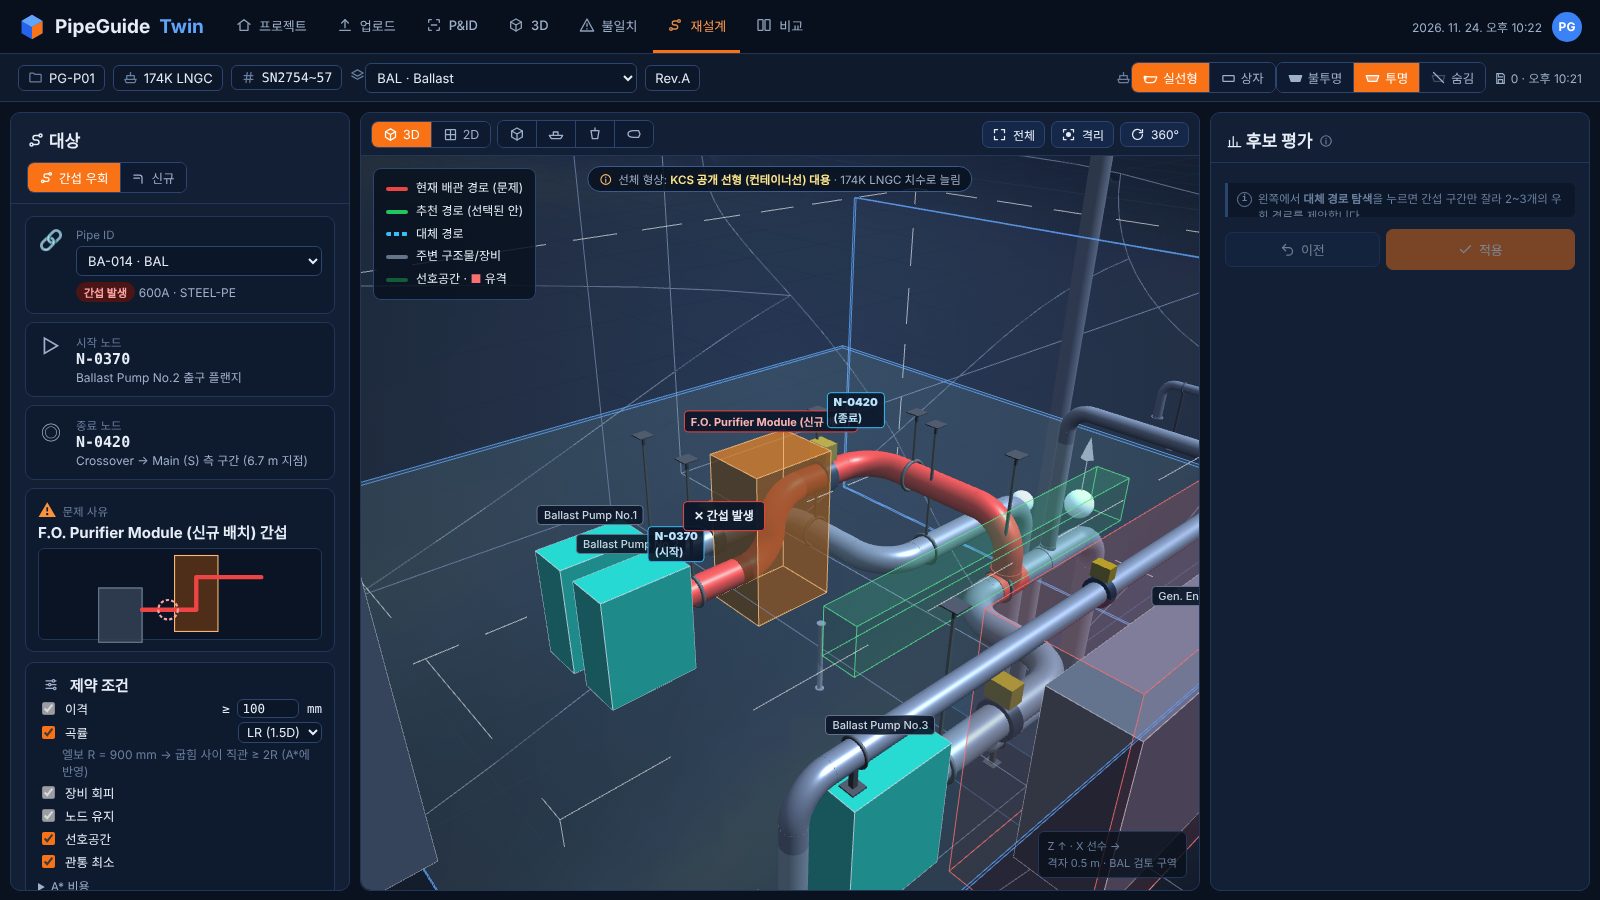 PipeGuide Twin
프로젝트
업로드
P&ID
3D
불일치
재설계
비교
2026. 11. 24. 오후 10:22
PG
PG-P01
174K LNGC
SN2754~57
BAL · Ballast
Rev.A
실선형
상자
불투명
투명
숨김
0 · 오후 10:21
대상
간섭 우회
신규
Pipe ID
BA-014 · BAL
간섭 발생 600A · STEEL-PE
시작 노드
N-0370
Ballast Pump No.2 출구 플랜지
종료 노드
N-0420
Crossover → Main (S) 측 구간 (6.7 m 지점)
문제 사유
F.O. Purifier Module (신규 배치) 간섭
제약 조건
이격 ≥ 100 mm
곡률 LR (1.5D)
엘보 R = 900 mm → 굽힘 사이 직관 ≥ 2R (A*에
반영)
장비 회피
노드 유지
선호공간
관통 최소
▶ A* 비용
3D
2D
전체
격리
360°
현재 배관 경로 (문제)
추천 경로 (선택된 안)
대체 경로
주변 구조물/장비
선호공간 · 유격
선체 형상: KCS 공개 선형 (컨테이너선) 대용 · 174K LNGC 치수로 늘림
N-0420
(종료)
F.O. Purifier Module (신규
Ballast Pump No.1
✕ 간섭 발생
Ballast Pump
N-0370
(시작)
Gen. En
Ballast Pump No.3
Z ↑ · X 선수 →
격자 0.5 m · BAL 검토 구역
후보 평가
왼쪽에서 대체 경로 탐색을 누르면 간섭 구간만 잘라 2~3개의 우
회 경로를 제안합니다.
이전
적용